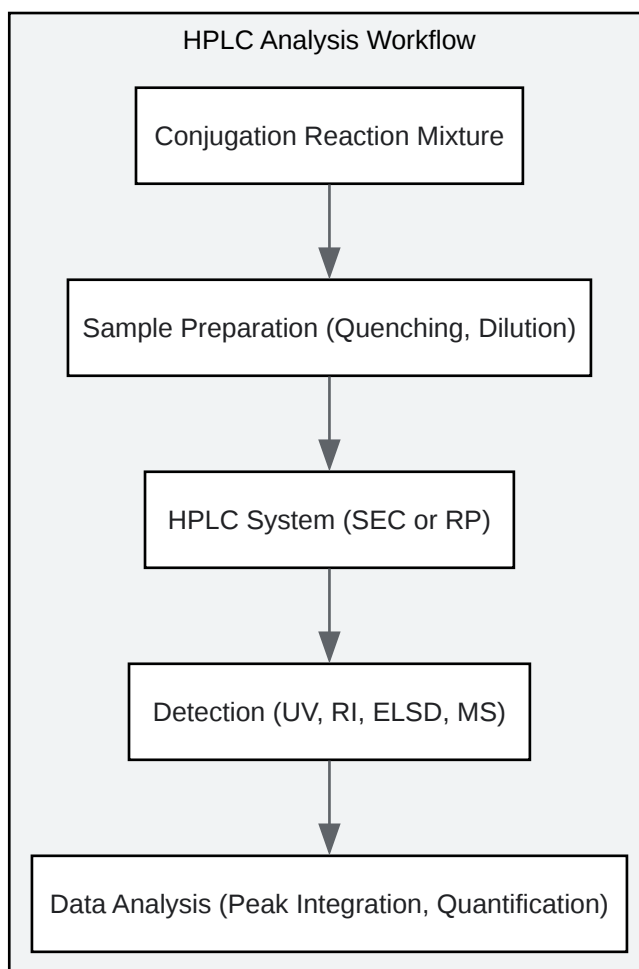 HPLC Analysis Workflow
Conjugation Reaction Mixture
Sample Preparation (Quenching, Dilution)
HPLC System (SEC or RP)
Detection (UV, RI, ELSD, MS)
Data Analysis (Peak Integration, Quantification)